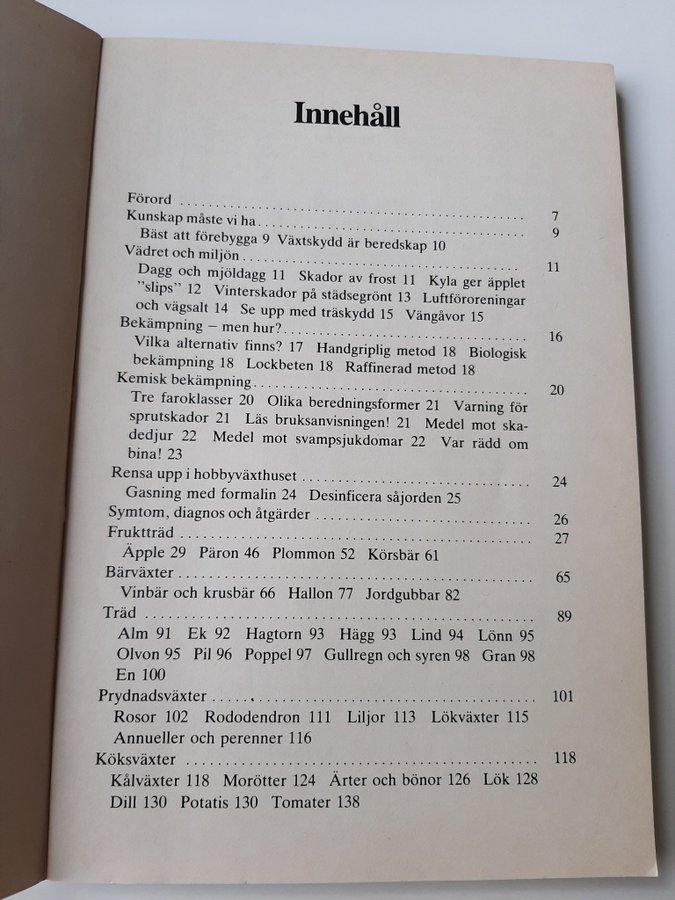 Innehåll
Förord ........................................ 7
Kunskap måste vi ha ........................................ 9
Bäst att förebygga 9 Växtskydd är beredskap 10
Vädret och miljön ........................................ 11
Dagg och mjöldagg 11 Skador av frost 11 Kyla ger äpplet
"slips" 12 Vinterskador på städsegrönt 13 Luftföroreningar
och vägsalt 14 Se upp med träskydd 15 Vängåvor 15
Bekämpning – men hur? ........................................ 16
Vilka alternativ finns? 17 Handgriplig metod 18 Biologisk
bekämpning 18 Lockbeten 18 Raffinerad metod 18
Kemisk bekämpning ........................................ 20
Tre faroklasser 20 Olika beredningsformer 21 Varning för
sprutskador 21 Läs bruksanvisningen! 21 Medel mot ska-
dedjur 22 Medel mot svampsjukdomar 22 Var rädd om
bina! 23
Rensa upp i hobbyväxthuset ........................................ 24
Gasning med formalin 24 Desinficera såjorden 25
Symtom, diagnos och åtgärder ........................................ 26
Fruktträd ........................................ 27
Äpple 29 Päron 46 Plommon 52 Körsbär 61
Bärväxter ........................................ 65
Vinbär och krusbär 66 Hallon 77 Jordgubbar 82
Träd ........................................ 89
Alm 91 Ek 92 Hagtorn 93 Hägg 93 Lind 94 Lönn 95
Olvon 95 Pil 96 Poppel 97 Gullregn och syren 98 Gran 98
En 100
Prydnadsväxter ........................................ 101
Rosor 102 Rododendron 111 Liljor 113 Lökväxter 115
Annueller och perenner 116
Köksväxter ........................................ 118
Kålväxter 118 Morötter 124 Ärter och bönor 126 Lök 128
Dill 130 Potatis 130 Tomater 138